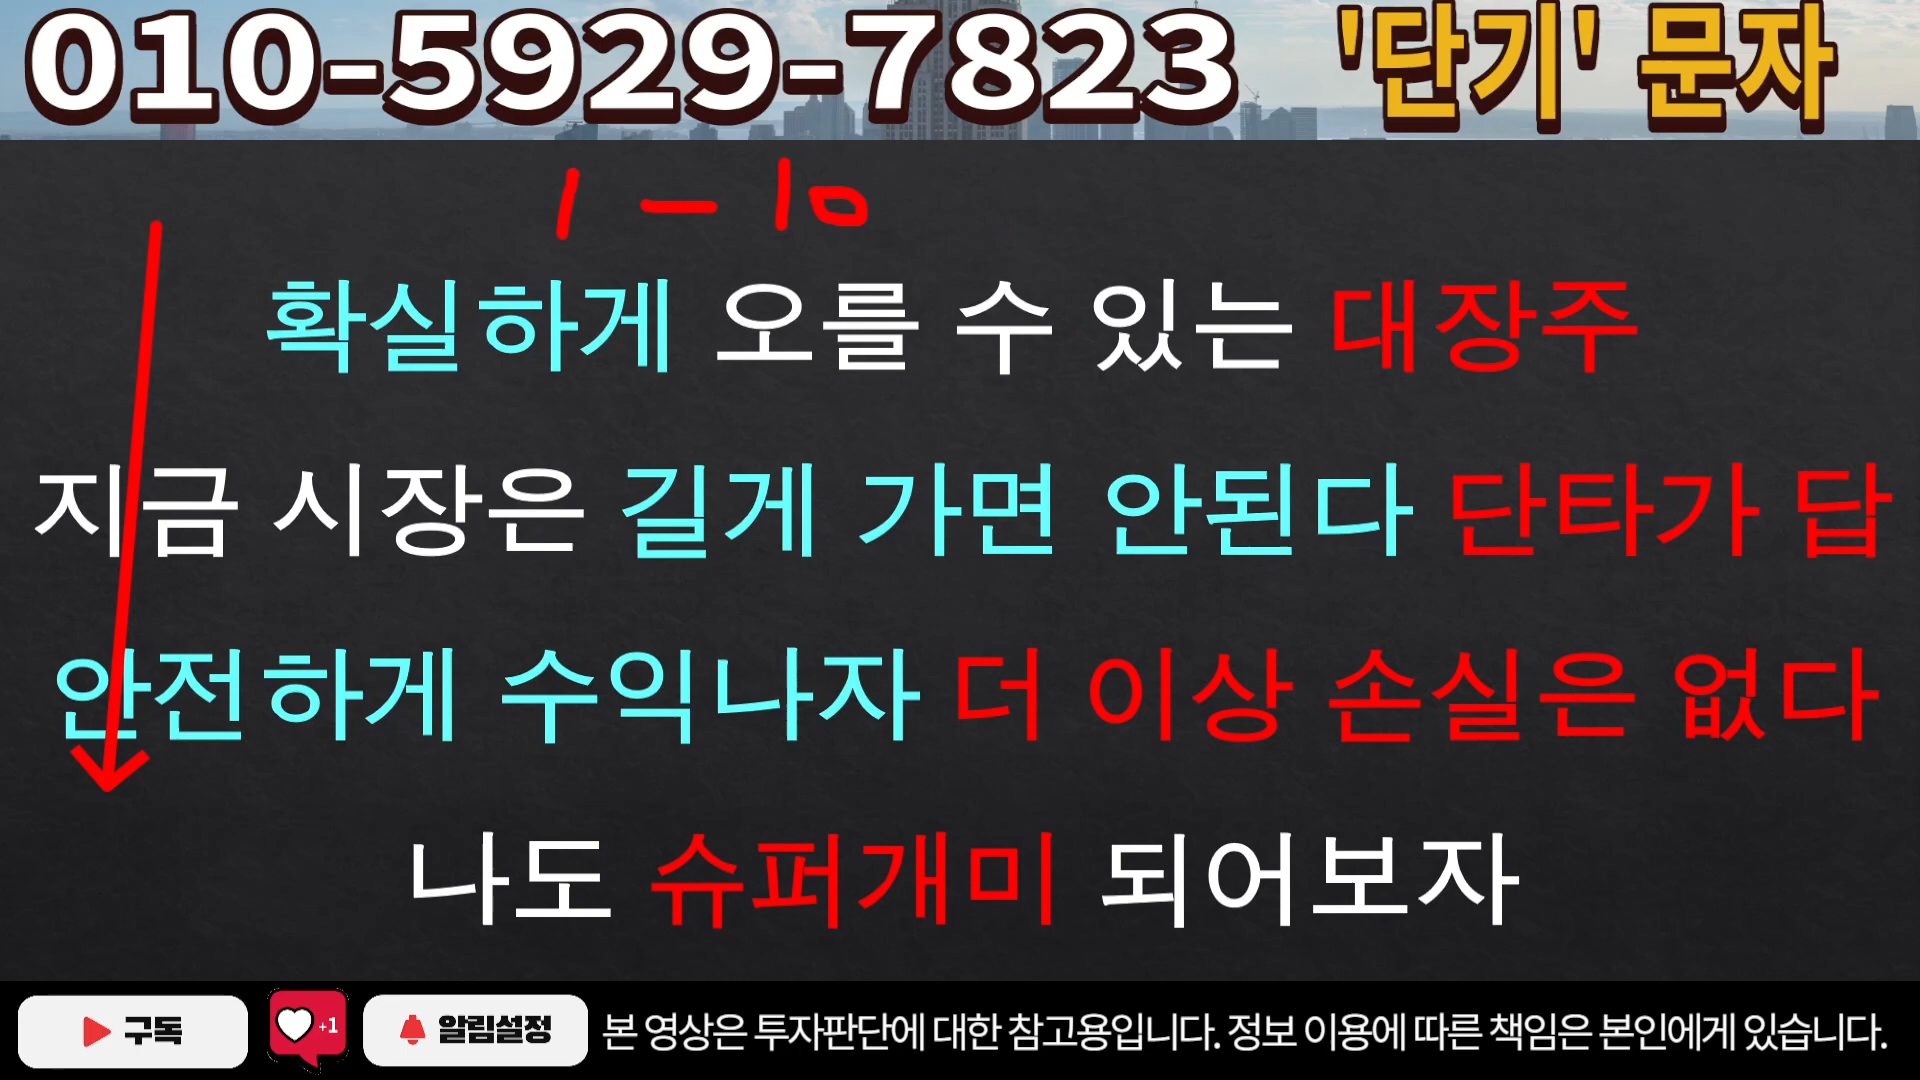 010-5929-7823 '단기' 문자
1 - 10
확실하게 오를 수 있는 대장주
지금 시장은 길게 가면 안된다 단타가 답
안전하게 수익나자 더 이상 손실은 없다
나도 슈퍼개미 되어보자
구독 +1 알림설정 본 영상은 투자판단에 대한 참고용입니다. 정보 이용에 따른 책임은 본인에게 있습니다.